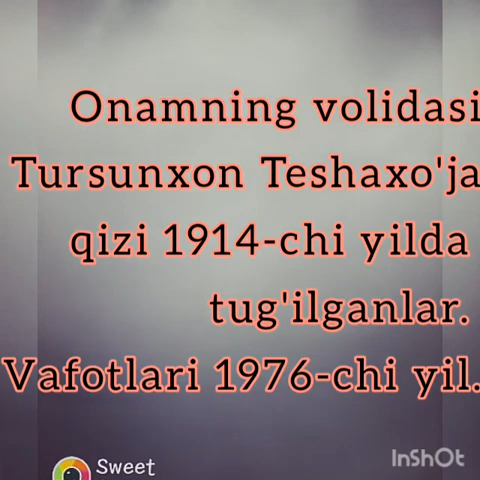 Onamning volidasi
Tursunxon Teshaxo'ja
qizi 1914-chi yilda
tug'ilganlar.
Vafotlari 1976-chi yil.
Sweet
InShOt